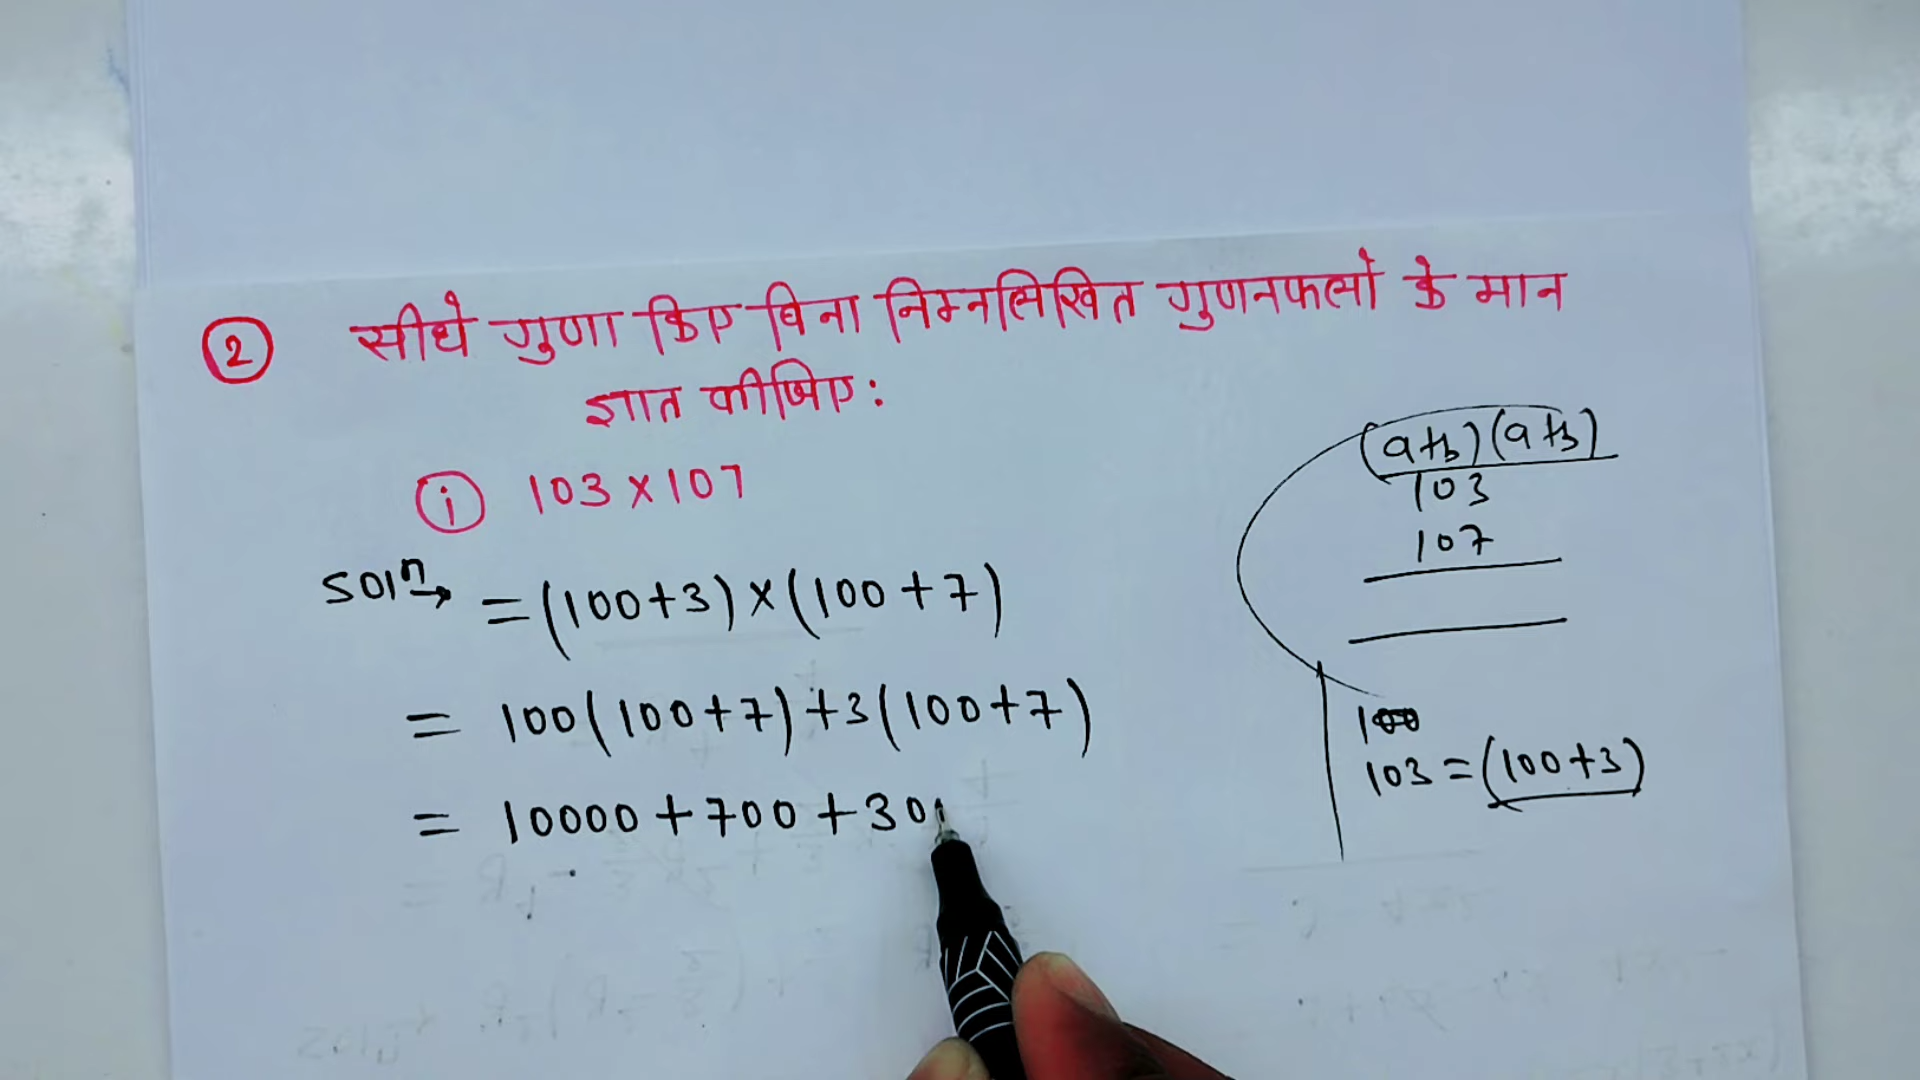 ② सीधे गुणा किए बिना निम्नलिखित गुणनफलों के मान
ज्ञात कीजिए:
ⓘ 103×107
Solⁿ→ =(100+3)×(100+7)
= 100(100+7)+3(100+7)
= 10000+700+30
(a+b)(a+b)
103
107
100
103=(100+3)